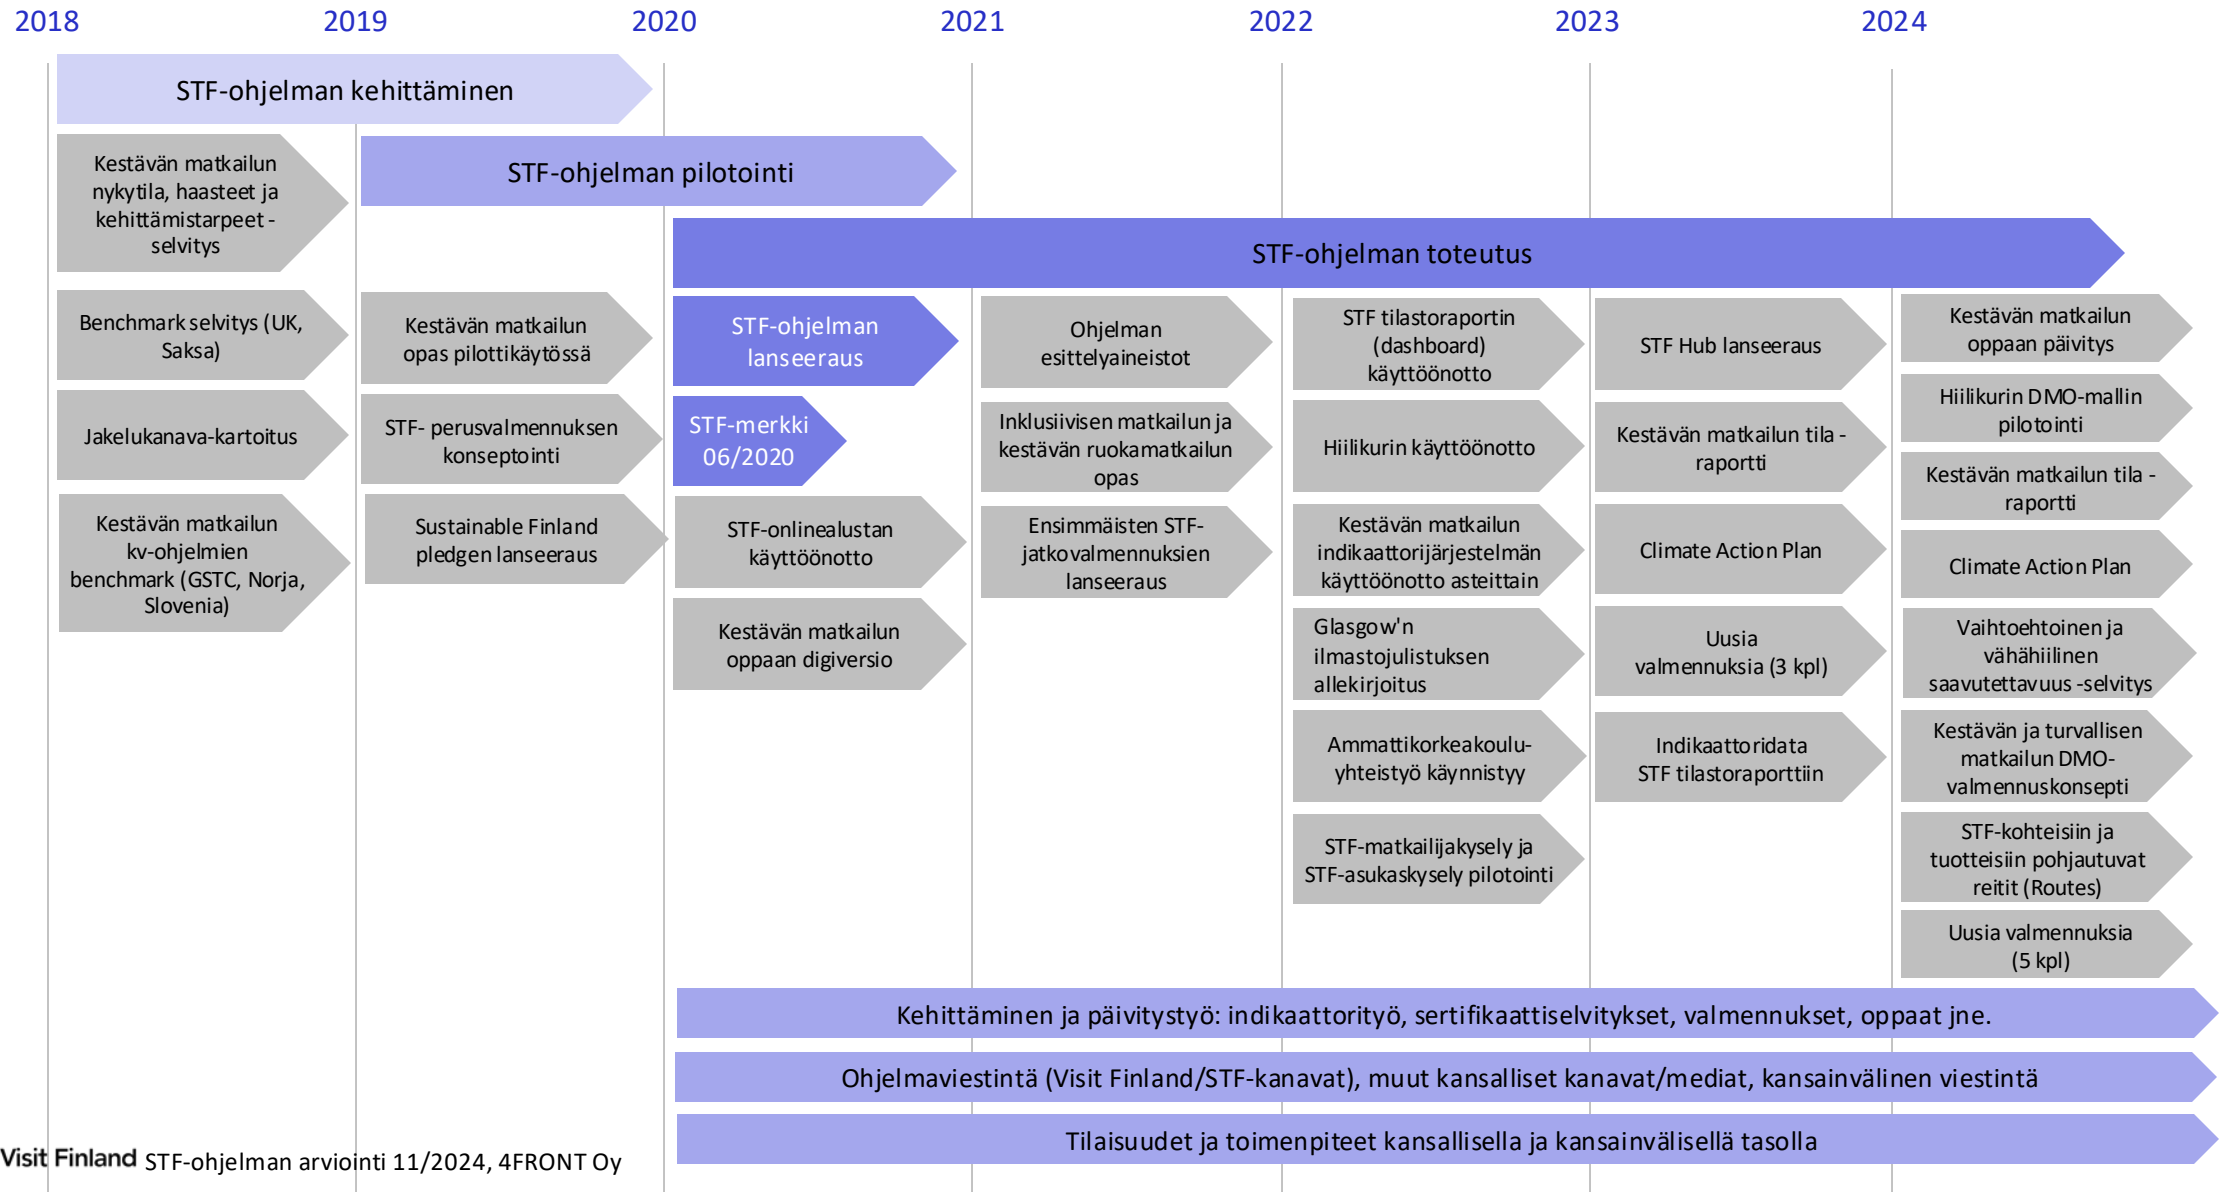 2018
2019
2020
2021
2022
2023
2024
STF-ohjelman kehittäminen
STF-ohjelman pilotointi
STF-ohjelman toteutus
Kestävän matkailun
nykytila, haasteet ja
kehittämistarpeet -
selvitys
Benchmark selvitys (UK,
Saksa)
Jakelukanava-kartoitus
Kestävän matkailun
kv-ohjelmien
benchmark (GSTC, Norja,
Slovenia)
Kestävän matkailun
opas pilottikäytössä
STF- perusvalmennuksen
konseptointi
Sustainable Finland
pledgen lanseeraus
STF-ohjelman
lanseeraus
STF-merkki
06/2020
STF-onlinealustan
käyttöönotto
Kestävän matkailun
oppaan digiversio
Ohjelman
esittelyaineistot
Inklusiivisen matkailun ja
kestävän ruokamatkailun
opas
Ensimmäisten STF-
jatkovalmennuksien
lanseeraus
STF tilastoraportin
(dashboard)
käyttöönotto
Hiilikurin käyttöönotto
Kestävän matkailun
indikaattorijärjestelmän
käyttöönotto asteittain
Glasgow'n
ilmastojulistuksen
allekirjoitus
Ammattikorkeakoulu-
yhteistyö käynnistyy
STF-matkailijakysely ja
STF-asukaskysely pilotointi
STF Hub lanseeraus
Kestävän matkailun tila -
raportti
Climate Action Plan
Uusia
valmennuksia (3 kpl)
Indikaattoridata
STF tilastoraporttiin
Kestävän matkailun
oppaan päivitys
Hiilikurin DMO-mallin
pilotointi
Kestävän matkailun tila -
raportti
Climate Action Plan
Vaihtoehtoinen ja
vähähiilinen
saavutettavuus -selvitys
Kestävän ja turvallisen
matkailun DMO-
valmennuskonsepti
STF-kohteisiin ja
tuotteisiin pohjautuvat
reitit (Routes)
Uusia valmennuksia
(5 kpl)
Kehittäminen ja päivitystyö: indikaattorityö, sertifikaattiselvitykset, valmennukset, oppaat jne.
Ohjelmaviestintä (Visit Finland/STF-kanavat), muut kansalliset kanavat/mediat, kansainvälinen viestintä
Tilaisuudet ja toimenpiteet kansallisella ja kansainvälisellä tasolla
Visit Finland STF-ohjelman arviointi 11/2024, 4FRONT Oy